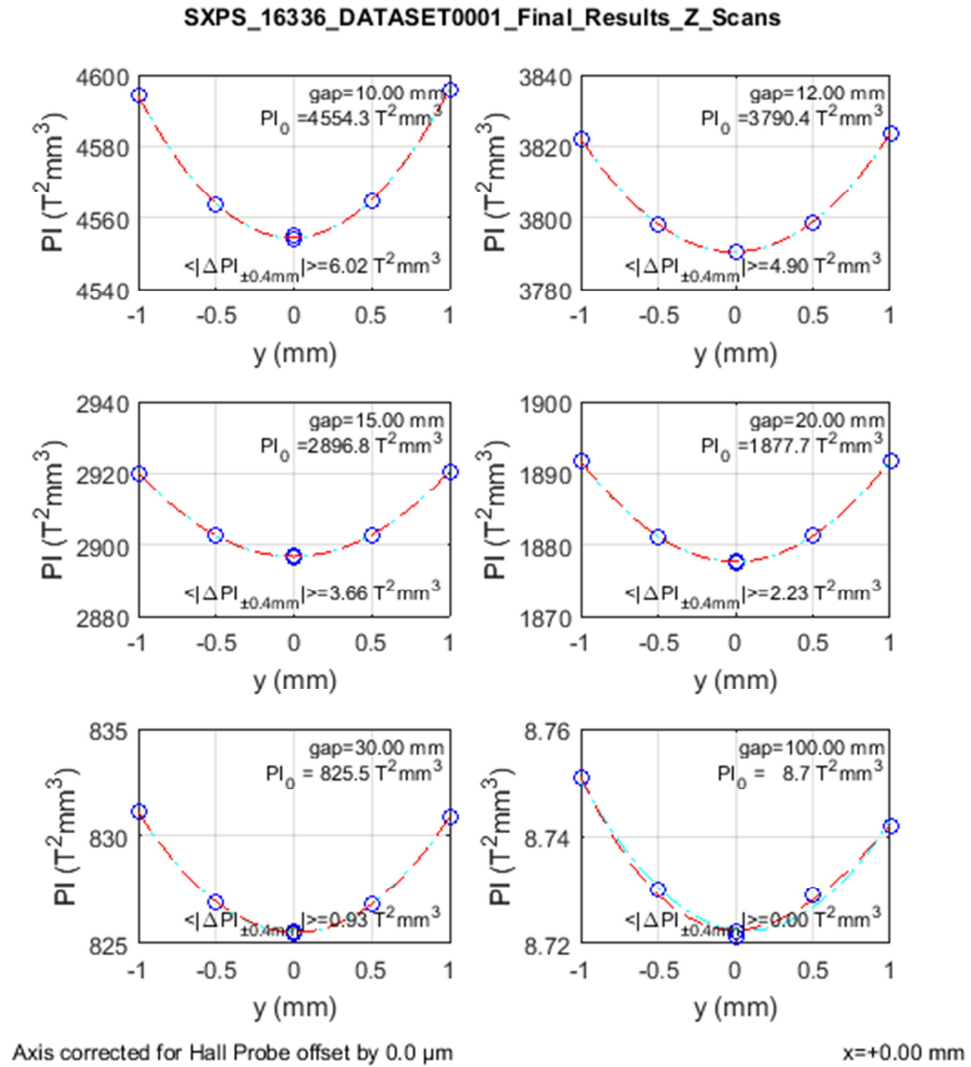 SXPS_16336_DATASET0001_Final_Results_Z_Scans
PI (T²mm³)
4600
4580
4560
4540
gap=10.00 mm
PI₀ =4554.3 T²mm³
<|ΔPI±0.4mm|>=6.02 T²mm³
-1 -0.5 0 0.5 1
y (mm)
PI (T²mm³)
3840
3820
3800
3780
gap=12.00 mm
PI₀ =3790.4 T²mm³
<|ΔPI±0.4mm|>=4.90 T²mm³
-1 -0.5 0 0.5 1
y (mm)
PI (T²mm³)
2940
2920
2900
2880
gap=15.00 mm
PI₀ =2896.8 T²mm³
<|ΔPI±0.4mm|>=3.66 T²mm³
-1 -0.5 0 0.5 1
y (mm)
PI (T²mm³)
1900
1890
1880
1870
gap=20.00 mm
PI₀ =1877.7 T²mm³
<|ΔPI±0.4mm|>=2.23 T²mm³
-1 -0.5 0 0.5 1
y (mm)
PI (T²mm³)
835
830
825
gap=30.00 mm
PI₀ = 825.5 T²mm³
<|ΔPI±0.4mm|>=0.93 T²mm³
-1 -0.5 0 0.5 1
y (mm)
PI (T²mm³)
8.76
8.74
8.72
gap=100.00 mm
PI₀ = 8.7 T²mm³
<|ΔPI±0.4mm|>=0.00 T²mm³
-1 -0.5 0 0.5 1
y (mm)
Axis corrected for Hall Probe offset by 0.0 µm
x=+0.00 mm